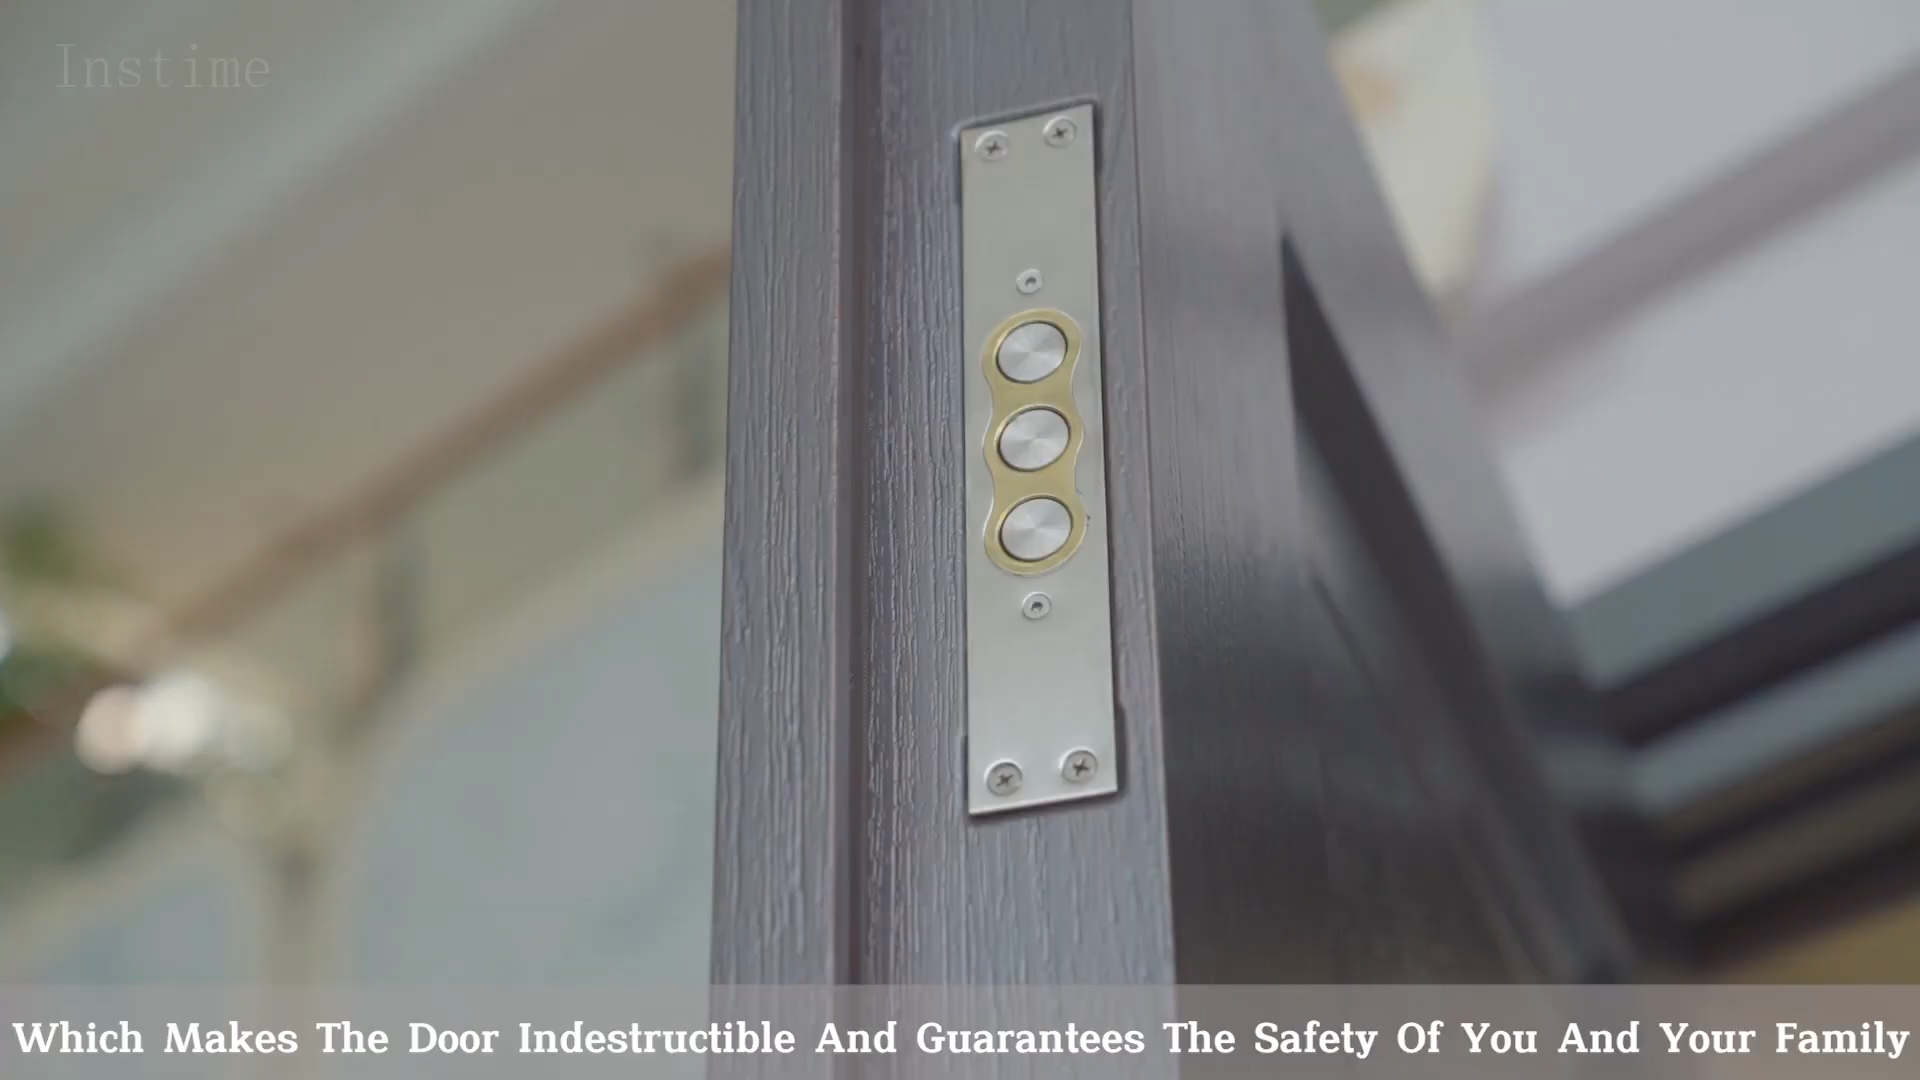 Instime
Which Makes The Door Indestructible And Guarantees The Safety Of You And Your Family